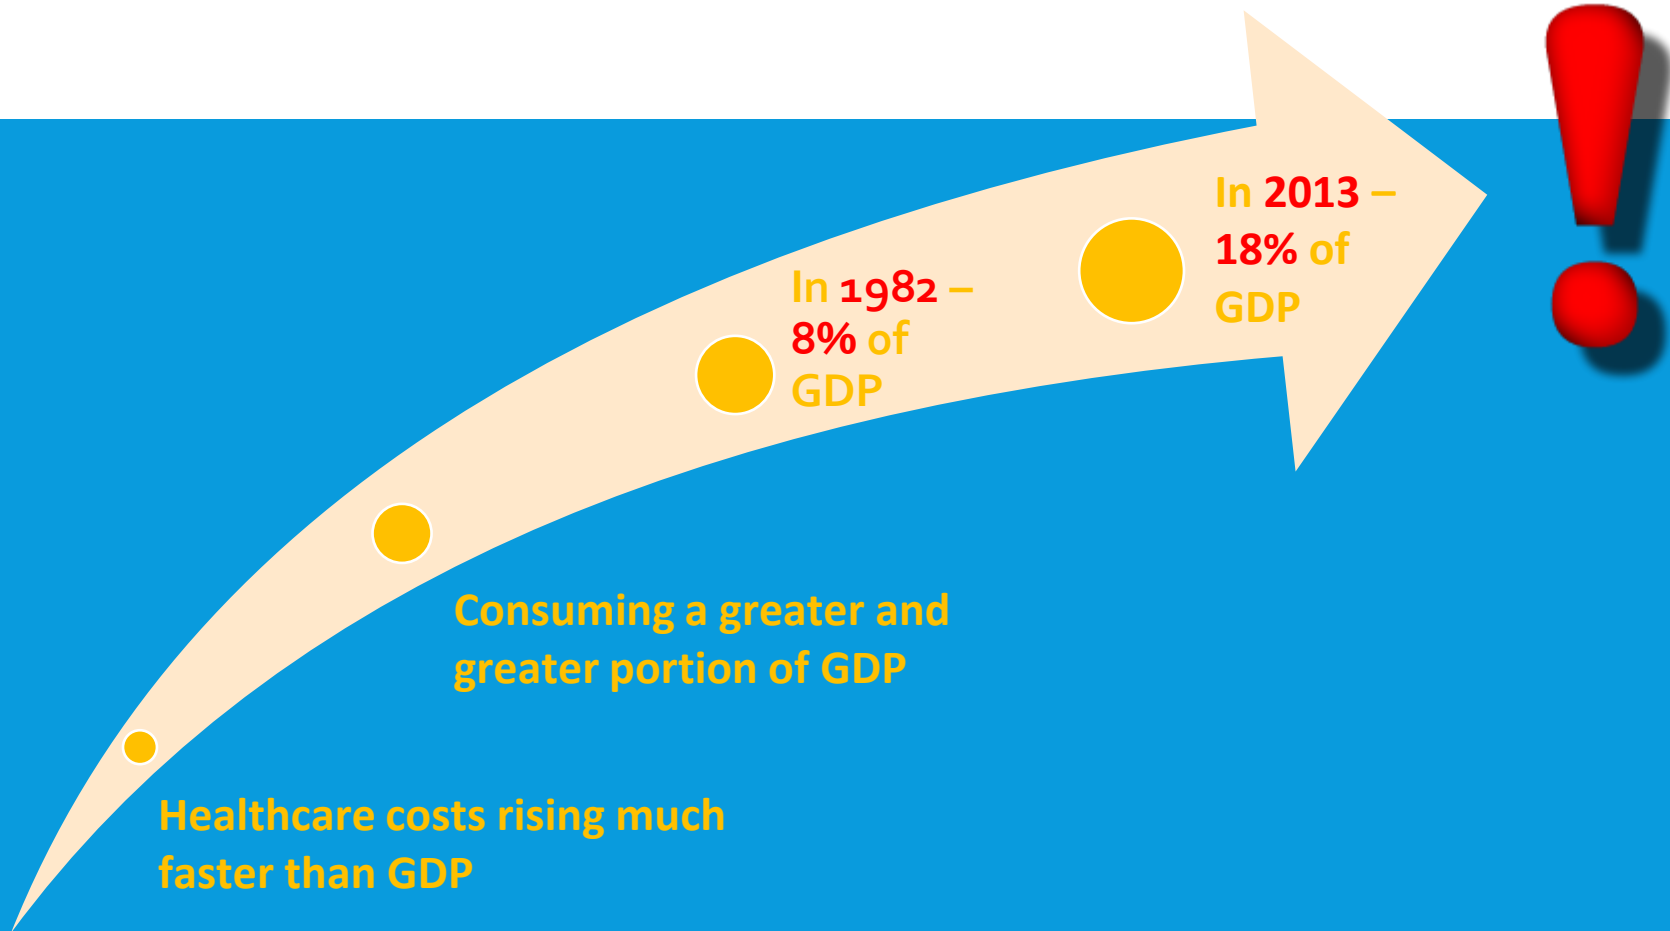 In 2013 –
18% of
GDP
In 1982 –
8% of
GDP
Consuming a greater and
greater portion of GDP
Healthcare costs rising much
faster than GDP